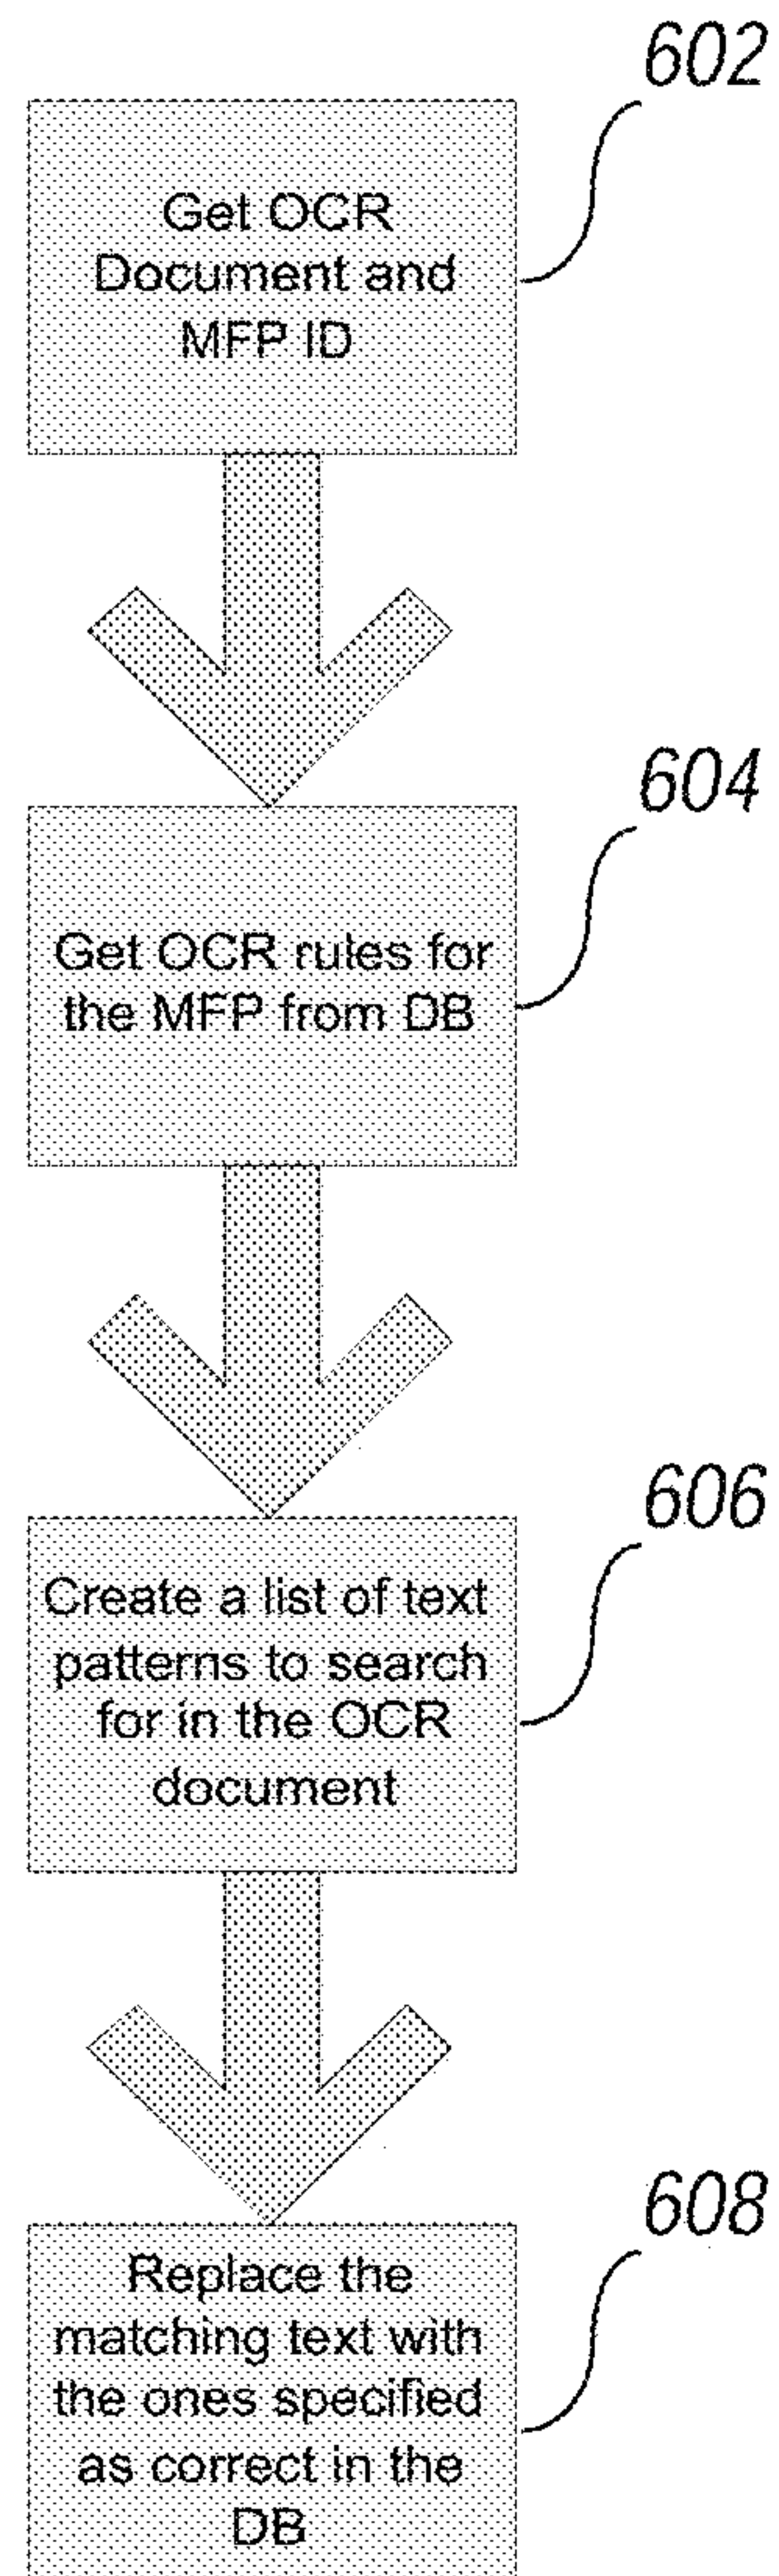 602
Get OCR
Document and
MFP ID
604
Get OCR rules for
the MFP from DB
606
Create a list of text
patterns to search
for in the OCR
document
608
Replace the
matching text with
the ones specified
as correct in the
DB